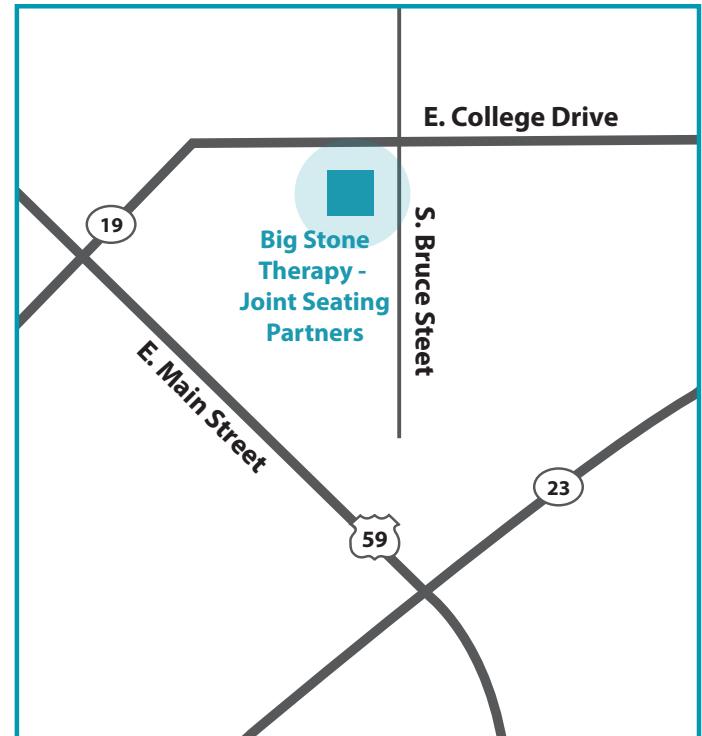 E. College Drive
19
S. Bruce Steet
Big Stone
Therapy -
Joint Seating
Partners
E. Main Street
23
59